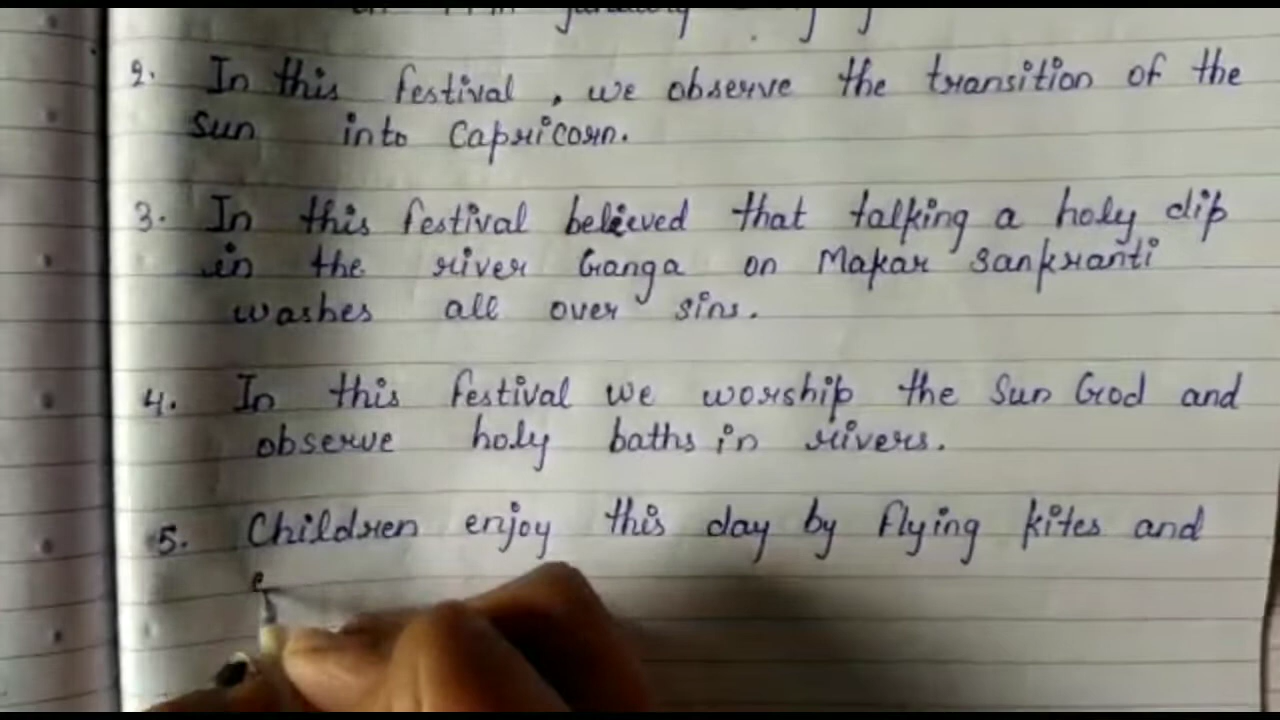 2. In this festival , we observe the transition of the
sun into Capricorn.
3. In this festival believed that talking a holy dip
in the river Ganga on Makar Sankranti
washes all over sins.
4. In this festival we worship the Sun God and
observe holy baths in rivers.
5. Children enjoy this day by flying kites and
e